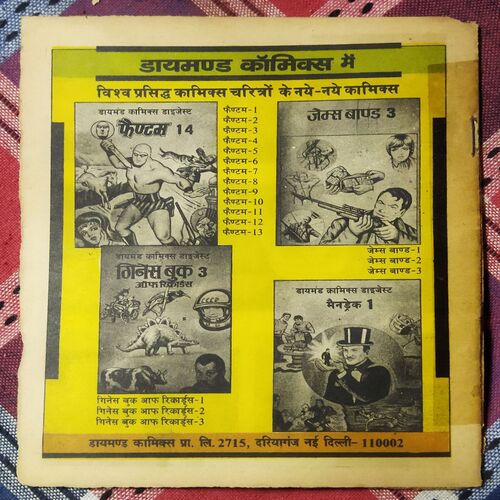 डायमण्ड कॉमिक्स में
विश्व प्रसिद्ध कामिक्स चरित्रों के नये-नये कामिक्स
डायमंड कामिक्स डाइजेस्ट
फैण्टम 14
फैण्टम-1
फैण्टम-2
फैण्टम-3
फैण्टम-4
फैण्टम-5
फैण्टम-6
फैण्टम-7
फैण्टम-8
फैण्टम-9
फैण्टम-10
फैण्टम-11
फैण्टम-12
फैण्टम-13
डायमंड कामिक्स डाइजेस्ट
जेम्स बाण्ड 3
जेम्स बाण्ड-1
जेम्स बाण्ड-2
जेम्स बाण्ड-3
डायमंड कामिक्स डाइजेस्ट
गिनेस बुक 3
ऑफ रिकार्डस
गिनेस बुक आफ रिकार्ड्स-1
गिनेस बुक आफ रिकार्ड्स-2
गिनेस बुक आफ रिकार्ड्स-3
डायमंड कामिक्स डाइजेस्ट
मैनड्रेक 1
डायमण्ड कामिक्स प्रा. लि. 2715, दरियागंज नई दिल्ली-110002